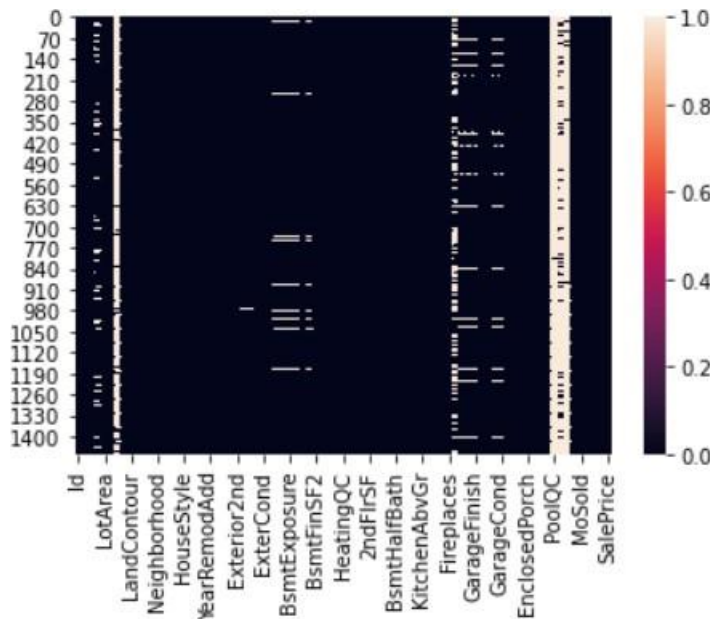 0
70
140
210
280
350
420
490
560
630
700
770
840
910
980
1050
1120
1190
1260
1330
1400
1.0
0.8
0.6
0.4
0.2
0.0
Id
LotArea
LandContour
Neighborhood
HouseStyle
YearRemodAdd
Exterior2nd
ExterCond
BsmtExposure
BsmtFinSF2
HeatingQC
2ndFlrSF
BsmtHalfBath
KitchenAbvGr
Fireplaces
GarageFinish
GarageCond
EnclosedPorch
PoolQC
MoSold
SalePrice